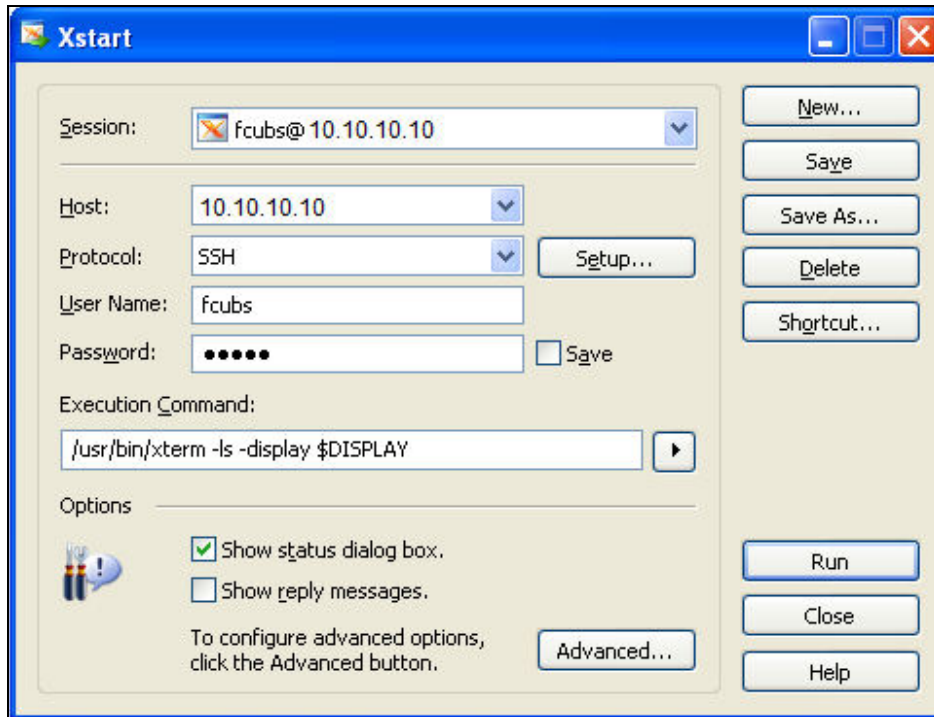 Xstart
Session:
fcubs@10.10.10.10
Host:
10.10.10.10
Protocol:
SSH
Setup...
User Name:
fcubs
Password:
●●●●●
Save
Execution Command:
/usr/bin/xterm -ls -display $DISPLAY
Options
Show status dialog box.
Show reply messages.
To configure advanced options,
click the Advanced button.
Advanced...
New...
Save
Save As...
Delete
Shortcut...
Run
Close
Help